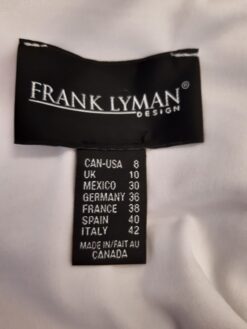 FRANK LYMAN®
DESIGN
CAN-USA 8
UK 10
MEXICO 30
GERMANY 36
FRANCE 38
SPAIN 40
ITALY 42
MADE IN/FAIT AU
CANADA